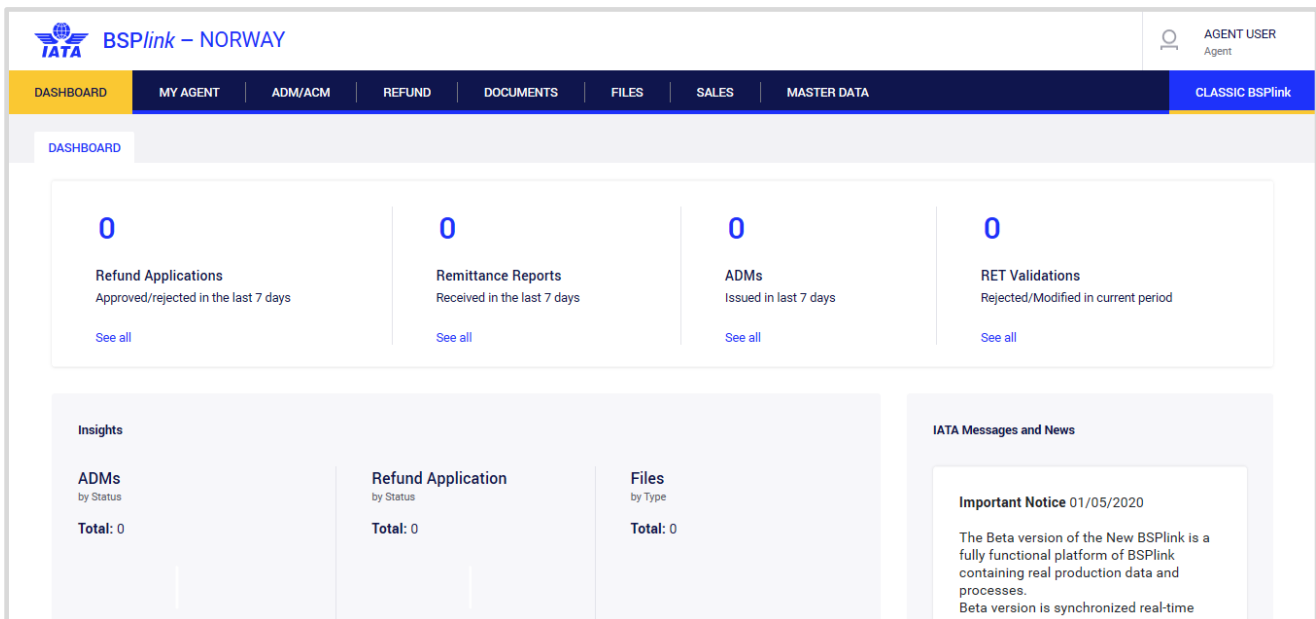 IATA
BSPlink – NORWAY
AGENT USER
Agent
DASHBOARD
MY AGENT
ADM/ACM
REFUND
DOCUMENTS
FILES
SALES
MASTER DATA
CLASSIC BSPlink
DASHBOARD
0
Refund Applications
Approved/rejected in the last 7 days
See all
0
Remittance Reports
Received in the last 7 days
See all
0
ADMs
Issued in last 7 days
See all
0
RET Validations
Rejected/Modified in current period
See all
Insights
ADMs
by Status
Total: 0
Refund Application
by Status
Total: 0
Files
by Type
Total: 0
IATA Messages and News
Important Notice 01/05/2020
The Beta version of the New BSPlink is a
fully functional platform of BSPlink
containing real production data and
processes.
Beta version is synchronized real-time